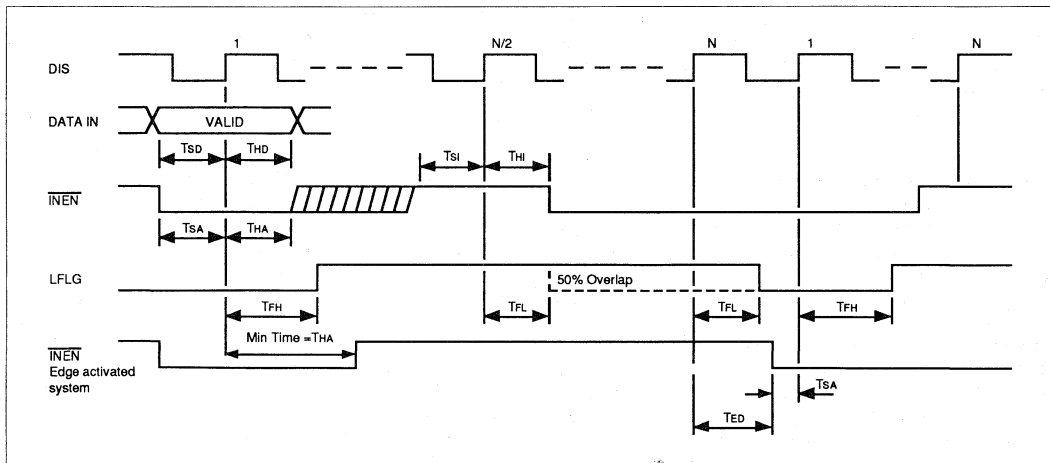 1 N/2 N 1 N
DIS
DATA IN VALID
TSD THD TSI THI
INEN
TSA THA
LFLG 50% Overlap
TFH TFL TFL TFH
Min Time =THA
INEN
Edge activated
system
TSA
TED